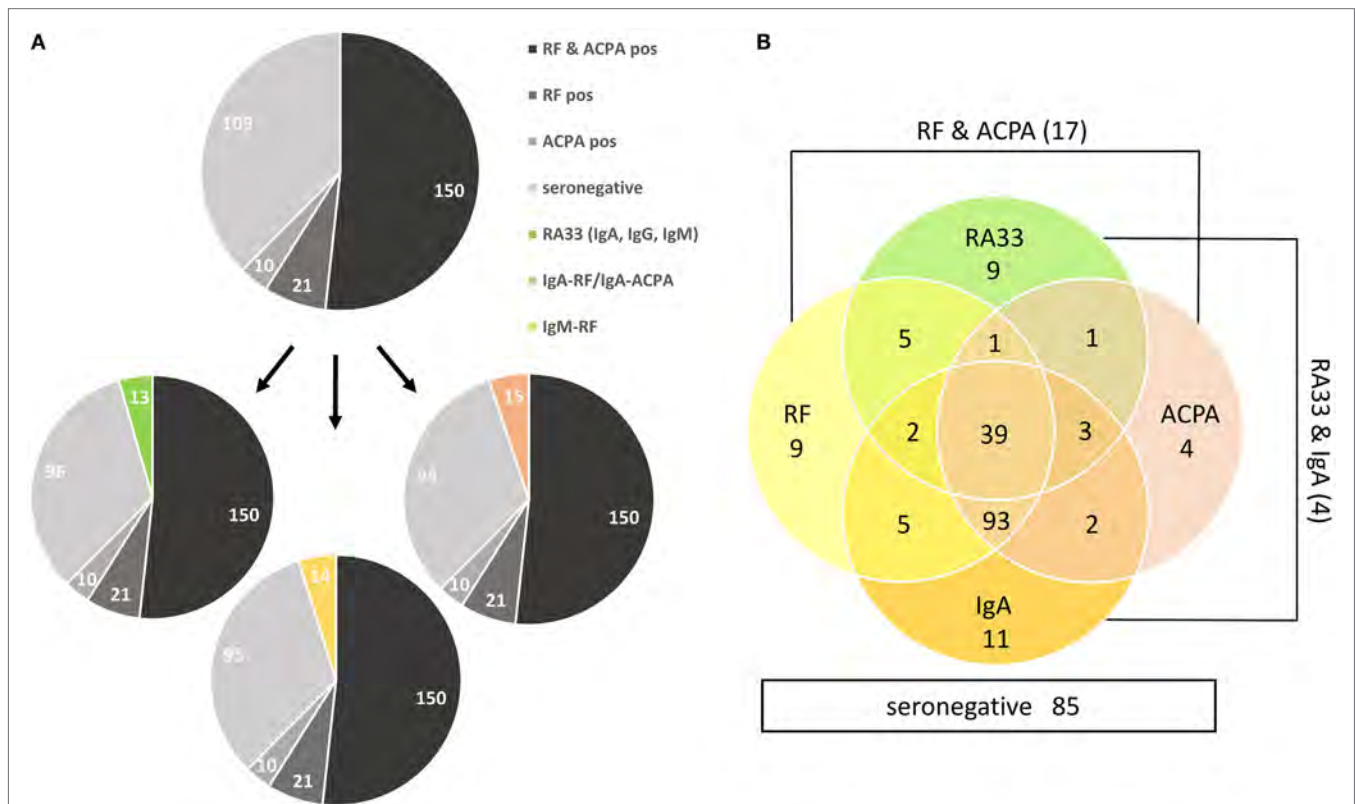 A
109
150
10
21
RF & ACPA pos
RF pos
ACPA pos
seronegative
RA33 (IgA, IgG, IgM)
IgA-RF/IgA-ACPA
IgM-RF
13
96
150
10
21
15
94
150
10
21
14
95
150
10
21
B
RF & ACPA (17)
RA33
9
5
1
1
RF
9
2
39
3
ACPA
4
5
93
2
IgA
11
RA33 & IgA (4)
seronegative 85